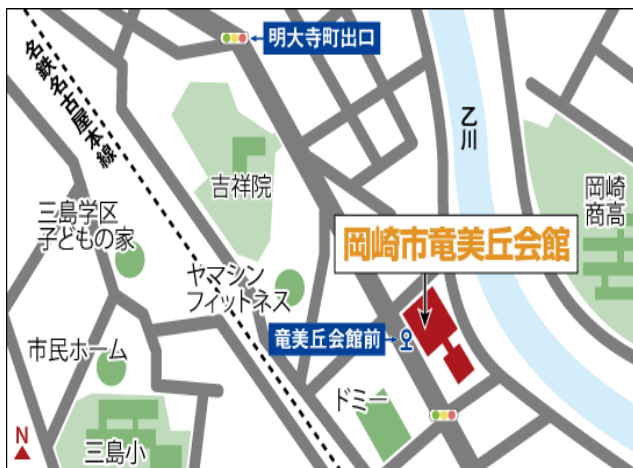 明大寺町出口
名鉄名古屋本線
乙川
吉祥院
岡崎
商高
三島学区
子どもの家
岡崎市竜美丘会館
ヤマシン
フィットネス
竜美丘会館前
市民ホーム
ドミー
三島小
N